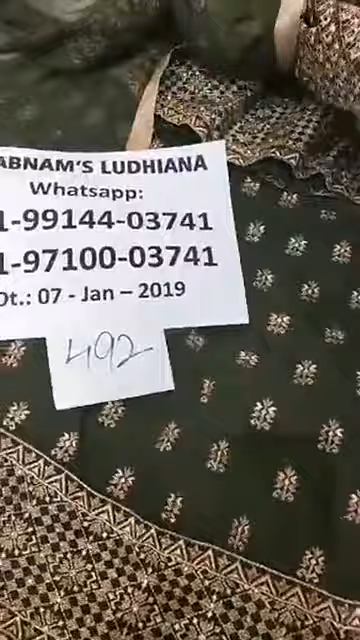 ABNAM'S LUDHIANA
Whatsapp:
1-99144-03741
1-97100-03741
Dt.: 07 - Jan – 2019
492